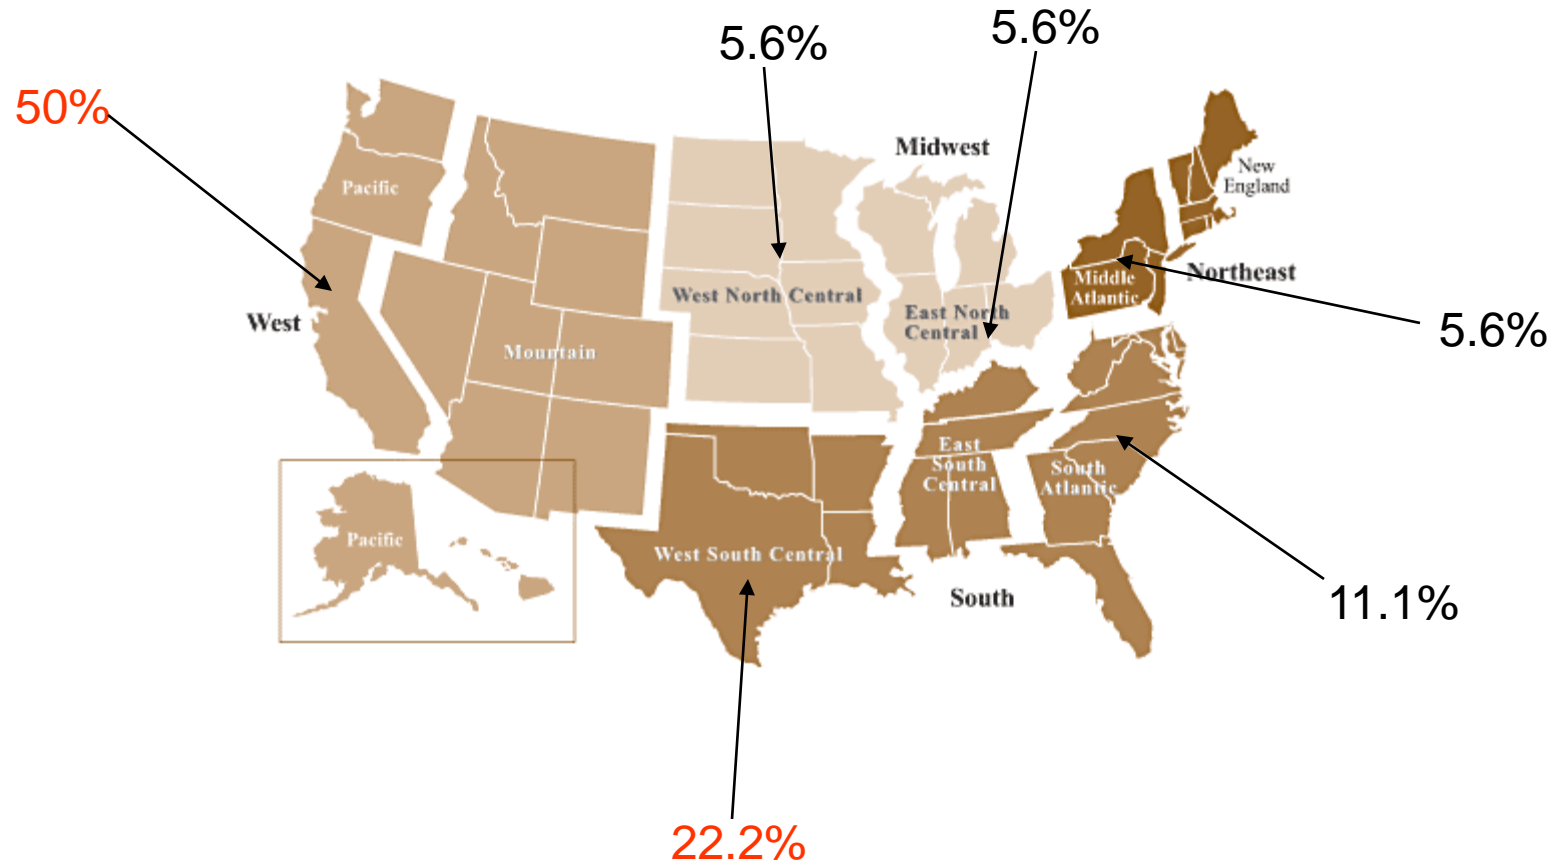 5.6%
5.6%
50%
Midwest
New
England
Pacific
Northeast
Middle
Atlantic
West North Central
East North
Central
West
5.6%
Mountain
East
South
Central
South
Atlantic
Pacific
West South Central
South
11.1%
22.2%